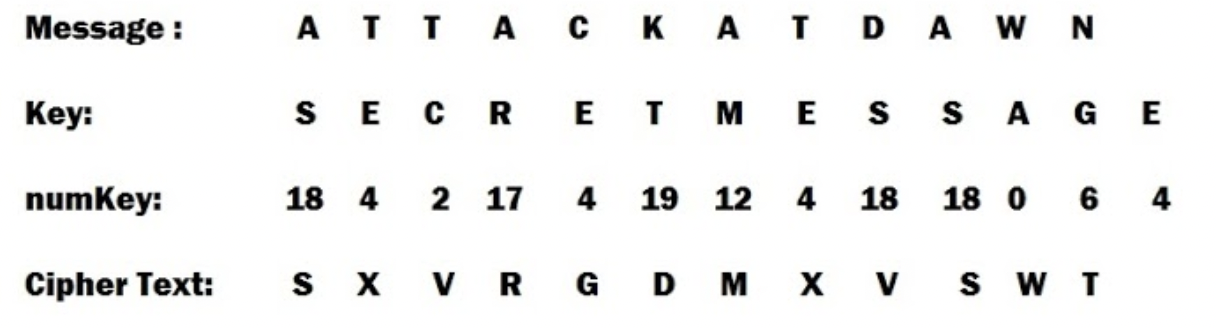 Message : A T T A C K A T D A W N
Key: S E C R E T M E S S A G E
numKey: 18 4 2 17 4 19 12 4 18 18 0 6 4
Cipher Text: S X V R G D M X V S W T